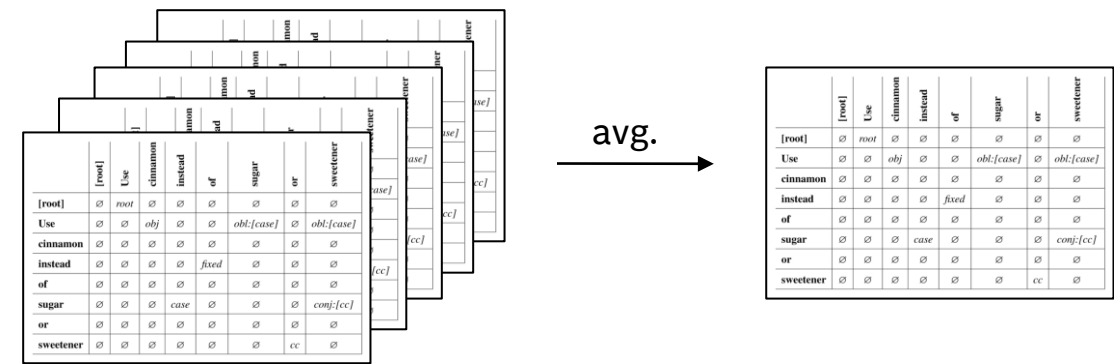 [root] Use cinnamon instead of sugar or sweetener
[root] ∅ root ∅ ∅ ∅ ∅ ∅ ∅
Use ∅ ∅ obj ∅ ∅ obl:[case] ∅ obl:[case]
cinnamon ∅ ∅ ∅ ∅ ∅ ∅ ∅ ∅
instead ∅ ∅ ∅ ∅ fixed ∅ ∅ ∅
of ∅ ∅ ∅ ∅ ∅ ∅ ∅ ∅
sugar ∅ ∅ ∅ case ∅ ∅ ∅ conj:[cc]
or ∅ ∅ ∅ ∅ ∅ ∅ ∅ ∅
sweetener ∅ ∅ ∅ ∅ ∅ ∅ cc ∅
avg.
[root] Use cinnamon instead of sugar or sweetener
[root] ∅ root ∅ ∅ ∅ ∅ ∅ ∅
Use ∅ ∅ obj ∅ ∅ obl:[case] ∅ obl:[case]
cinnamon ∅ ∅ ∅ ∅ ∅ ∅ ∅ ∅
instead ∅ ∅ ∅ ∅ fixed ∅ ∅ ∅
of ∅ ∅ ∅ ∅ ∅ ∅ ∅ ∅
sugar ∅ ∅ ∅ case ∅ ∅ ∅ conj:[cc]
or ∅ ∅ ∅ ∅ ∅ ∅ ∅ ∅
sweetener ∅ ∅ ∅ ∅ ∅ ∅ cc ∅